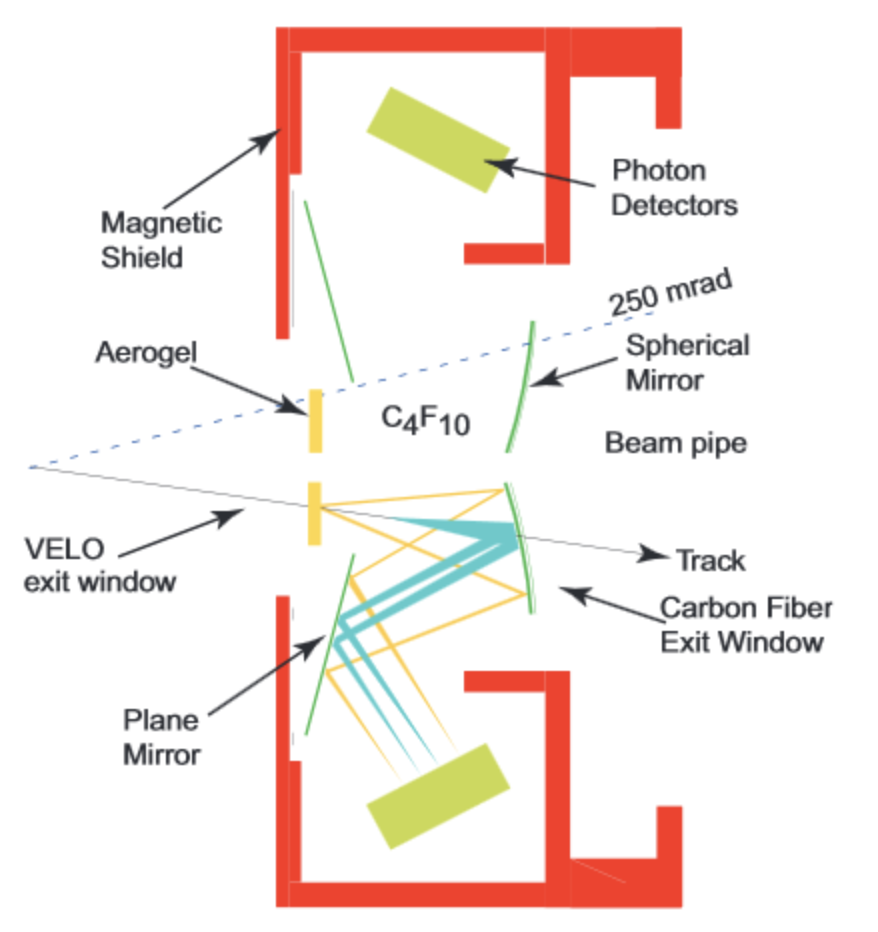 Photon
Detectors
Magnetic
Shield
250 mrad
Aerogel
Spherical
Mirror
C4F10
Beam pipe
VELO
exit window
Track
Carbon Fiber
Exit Window
Plane
Mirror